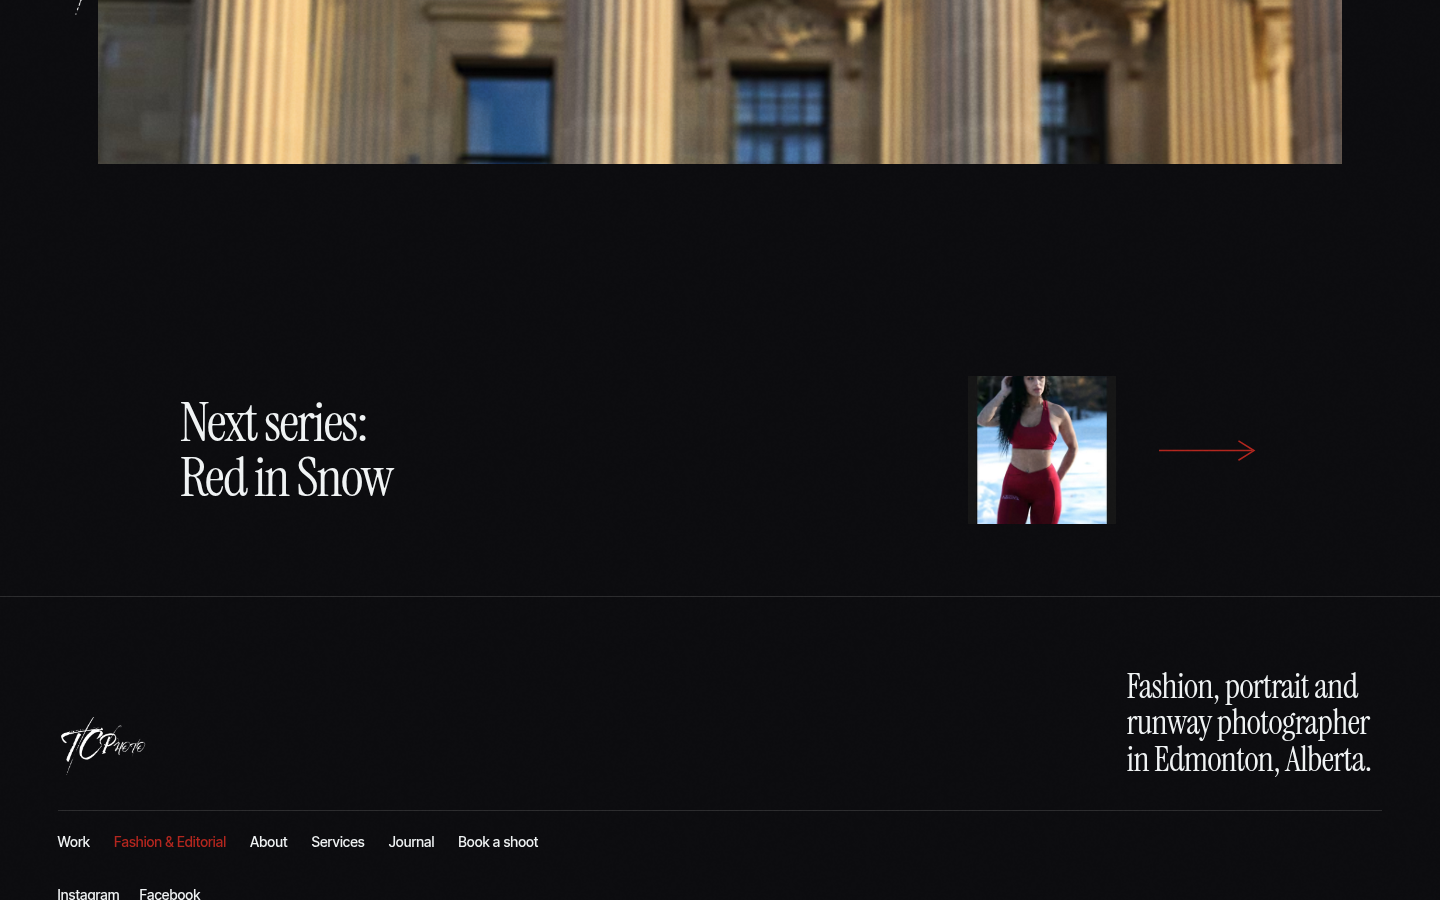 Next series:
Red in Snow
Fashion, portrait and
runway photographer
in Edmonton, Alberta.
TCPhoto
Work Fashion & Editorial About Services Journal Book a shoot
Instagram Facebook